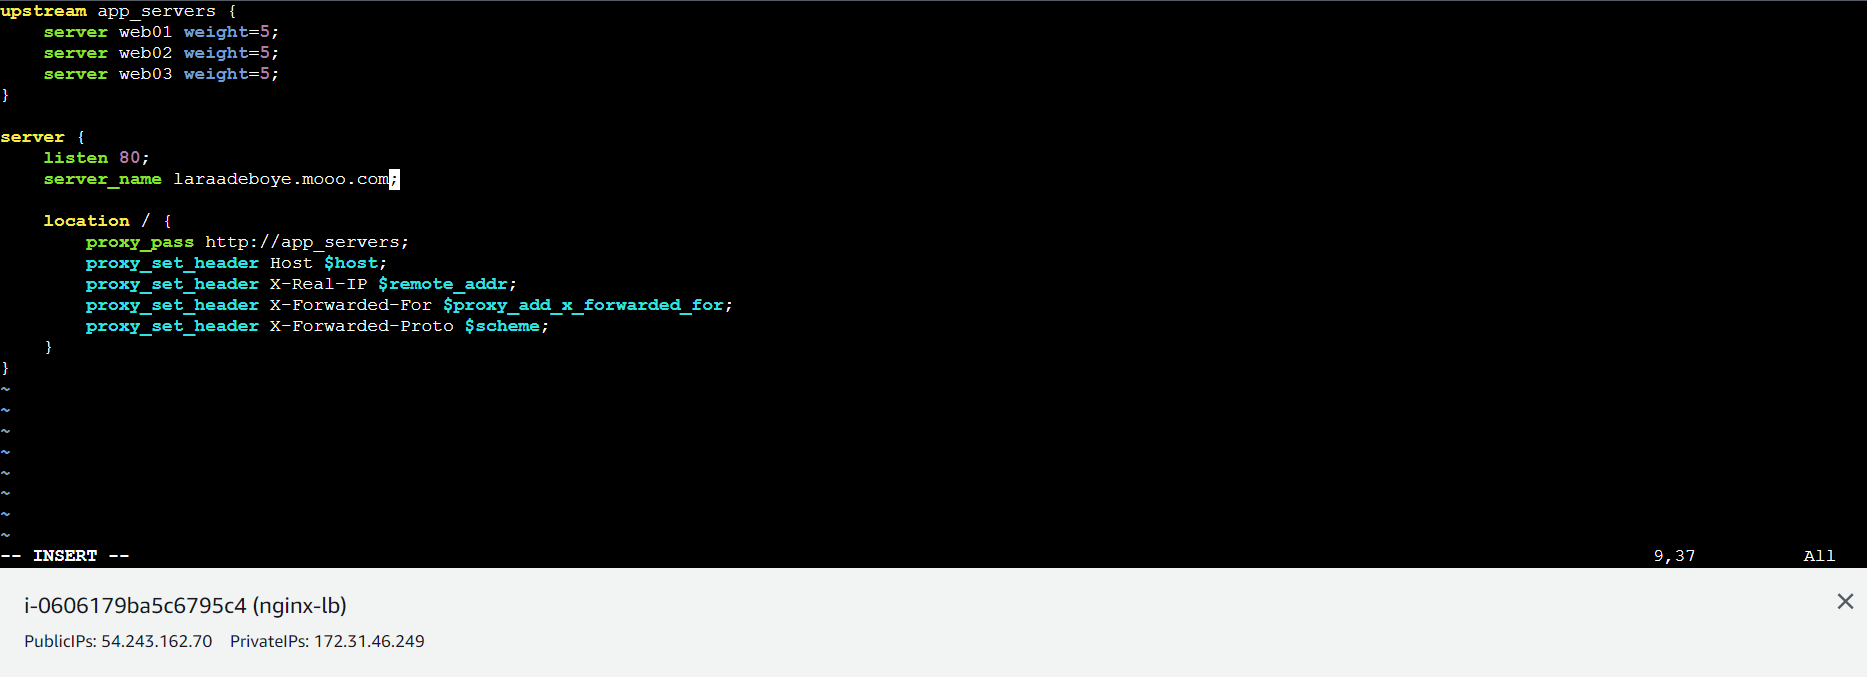 upstream app_servers {
    server web01 weight=5;
    server web02 weight=5;
    server web03 weight=5;
}
server {
    listen 80;
    server_name laraadeboye.mooo.com;
    location / {
        proxy_pass http://app_servers;
        proxy_set_header Host $host;
        proxy_set_header X-Real-IP $remote_addr;
        proxy_set_header X-Forwarded-For $proxy_add_x_forwarded_for;
        proxy_set_header X-Forwarded-Proto $scheme;
    }
}
~
~
~
~
~
~
~
~
-- INSERT -- 9,37 All
i-0606179ba5c6795c4 (nginx-lb)
PublicIPs: 54.243.162.70 PrivateIPs: 172.31.46.249